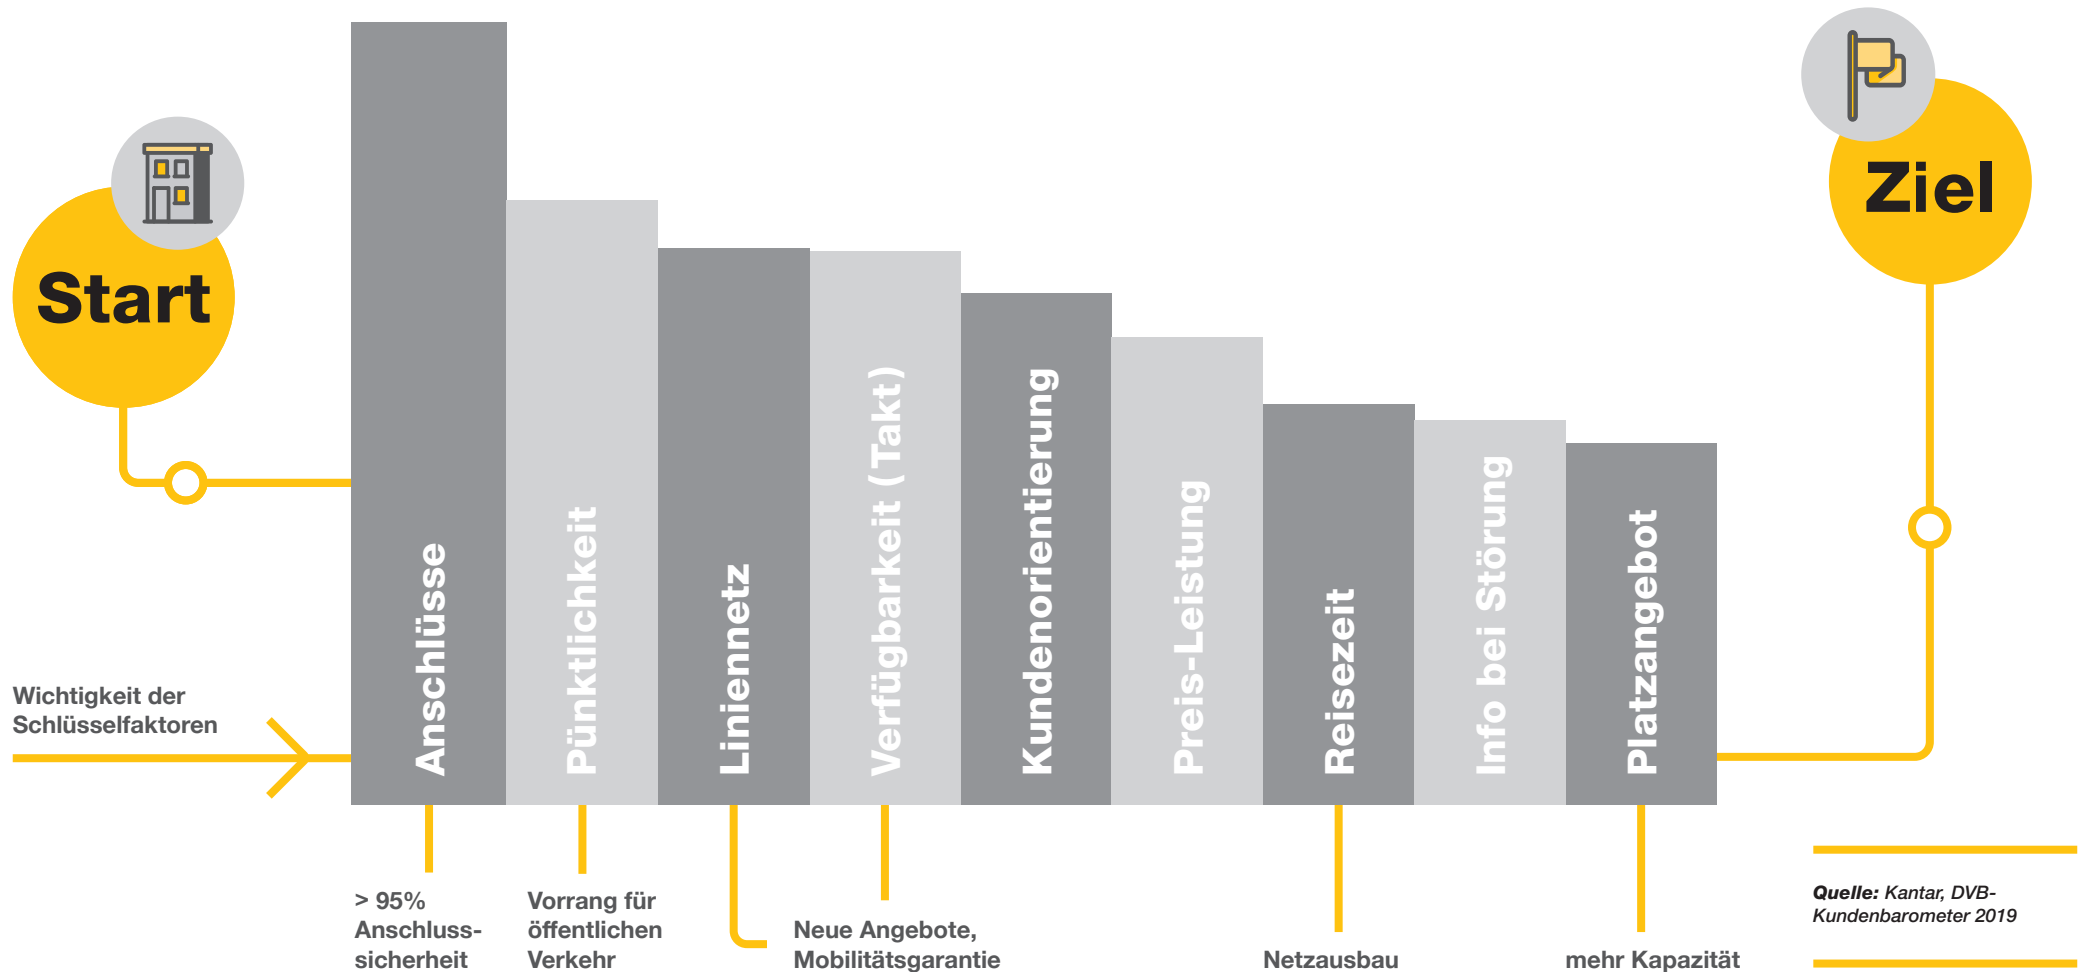 Start
Ziel
Anschlüsse
Pünktlichkeit
Liniennetz
Verfügbarkeit (Takt)
Kundenorientierung
Preis-Leistung
Reisezeit
Info bei Störung
Platzangebot
Wichtigkeit der
Schlüsselfaktoren
> 95%
Anschluss-
sicherheit
Vorrang für
öffentlichen
Verkehr
Neue Angebote,
Mobilitätsgarantie
Netzausbau
mehr Kapazität
Quelle: Kantar, DVB-
Kundenbarometer 2019